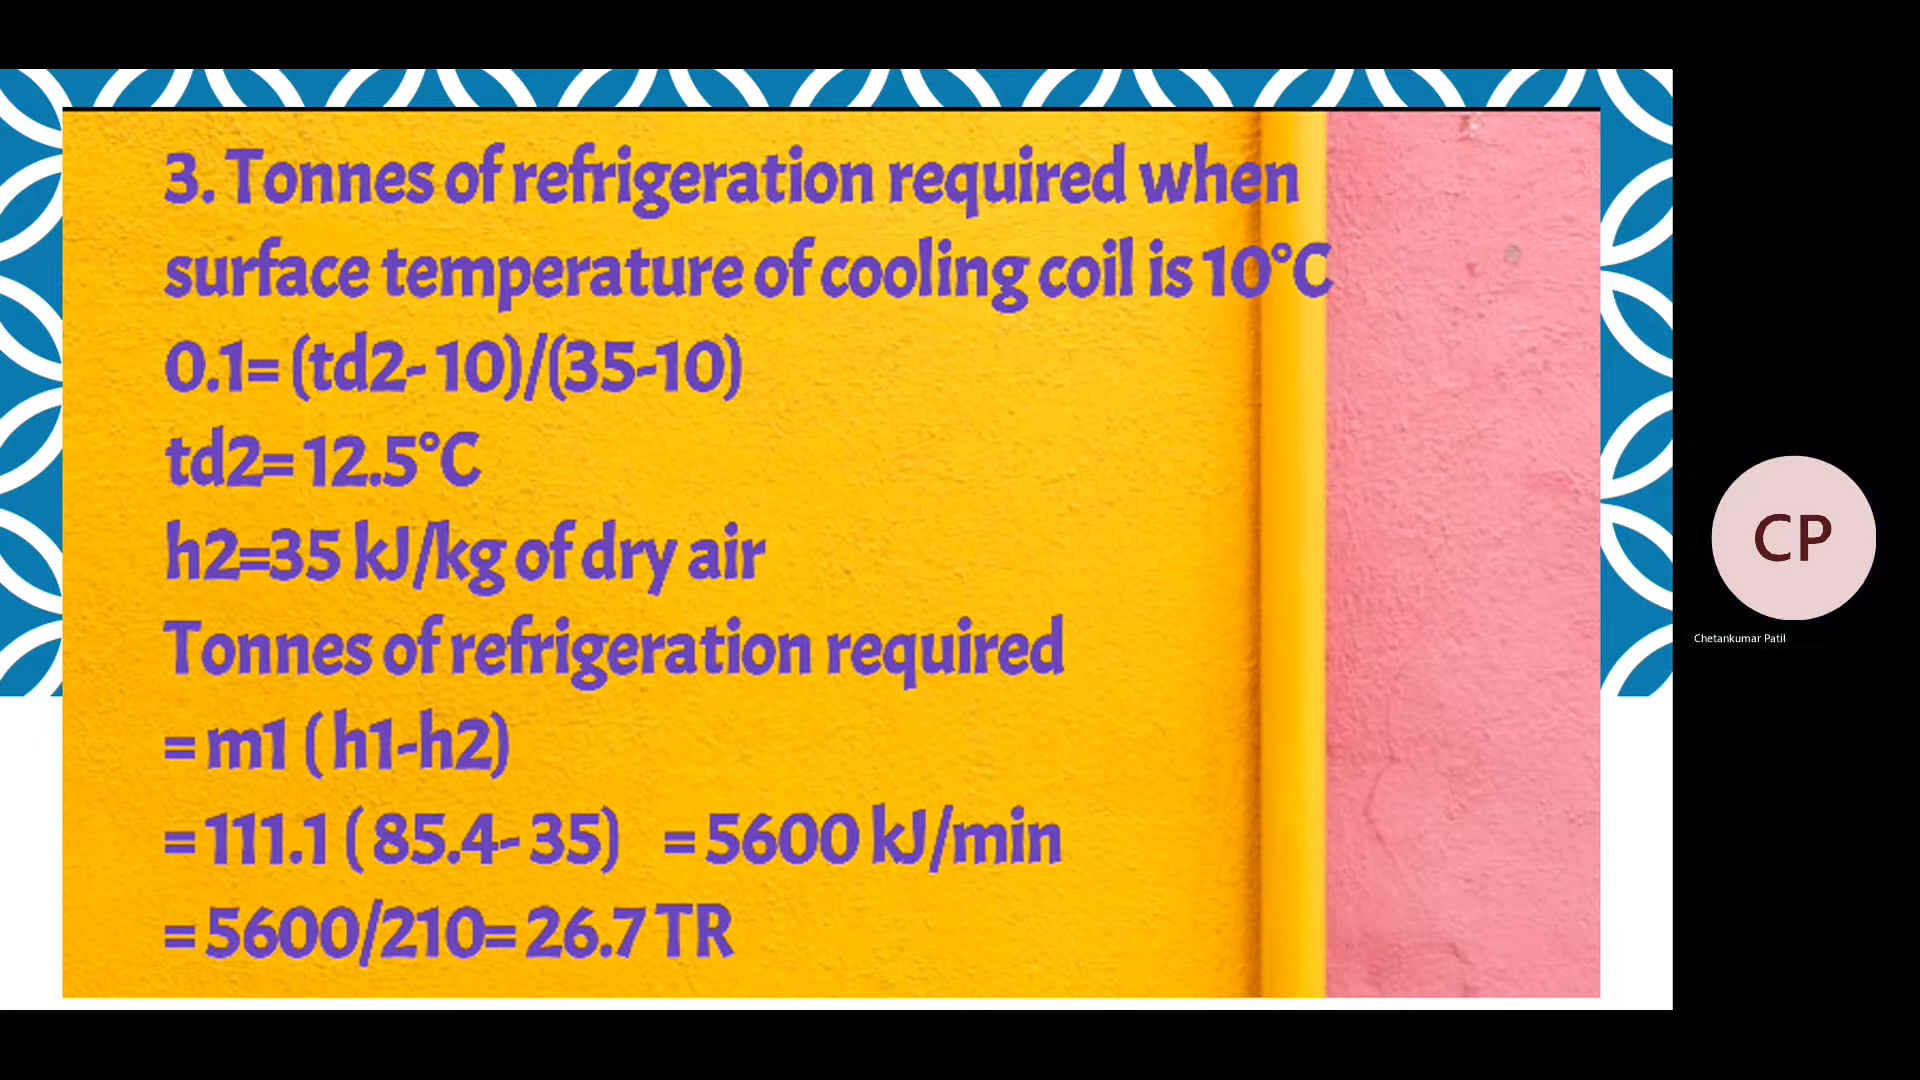 3. Tonnes of refrigeration required when
surface temperature of cooling coil is 10°C
0.1= (td2- 10)/(35-10)
td2= 12.5°C
h2=35 kJ/kg of dry air
Tonnes of refrigeration required
= m1 ( h1-h2)
= 111.1 ( 85.4- 35) = 5600 kJ/min
= 5600/210= 26.7 TR
CP
Chetankumar Patil